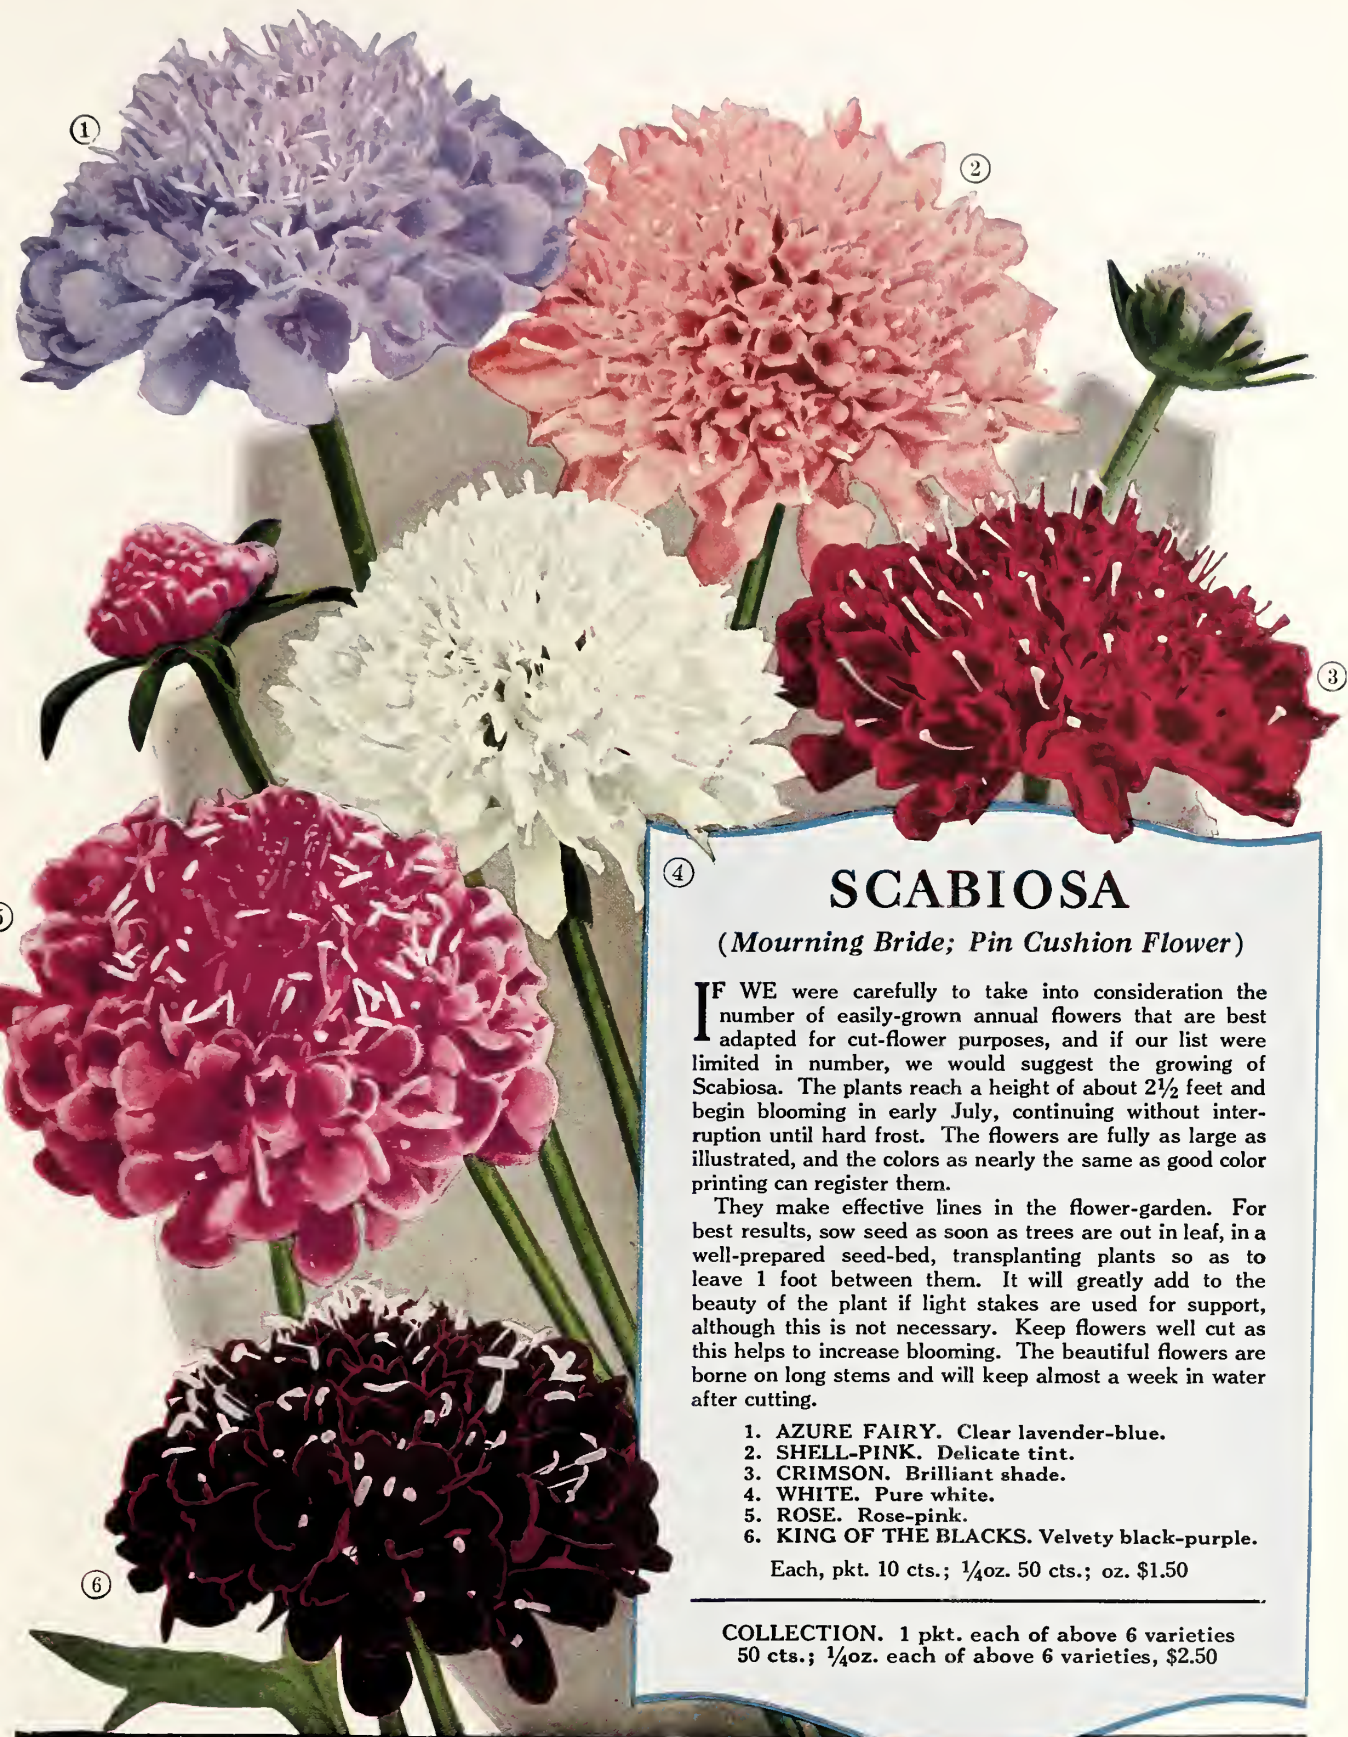 ①
②
③
④
5
⑥
SCABIOSA
(Mourning Bride; Pin Cushion Flower)
IF WE were carefully to take into consideration the
number of easily-grown annual flowers that are best
adapted for cut-flower purposes, and if our list were
limited in number, we would suggest the growing of
Scabiosa. The plants reach a height of about 2½ feet and
begin blooming in early July, continuing without inter-
ruption until hard frost. The flowers are fully as large as
illustrated, and the colors as nearly the same as good color
printing can register them.
They make effective lines in the flower-garden. For
best results, sow seed as soon as trees are out in leaf, in a
well-prepared seed-bed, transplanting plants so as to
leave 1 foot between them. It will greatly add to the
beauty of the plant if light stakes are used for support,
although this is not necessary. Keep flowers well cut as
this helps to increase blooming. The beautiful flowers are
borne on long stems and will keep almost a week in water
after cutting.
1. AZURE FAIRY. Clear lavender-blue.
2. SHELL-PINK. Delicate tint.
3. CRIMSON. Brilliant shade.
4. WHITE. Pure white.
5. ROSE. Rose-pink.
6. KING OF THE BLACKS. Velvety black-purple.
Each, pkt. 10 cts.; ¼oz. 50 cts.; oz. $1.50
COLLECTION. 1 pkt. each of above 6 varieties
50 cts.; ¼oz. each of above 6 varieties, $2.50